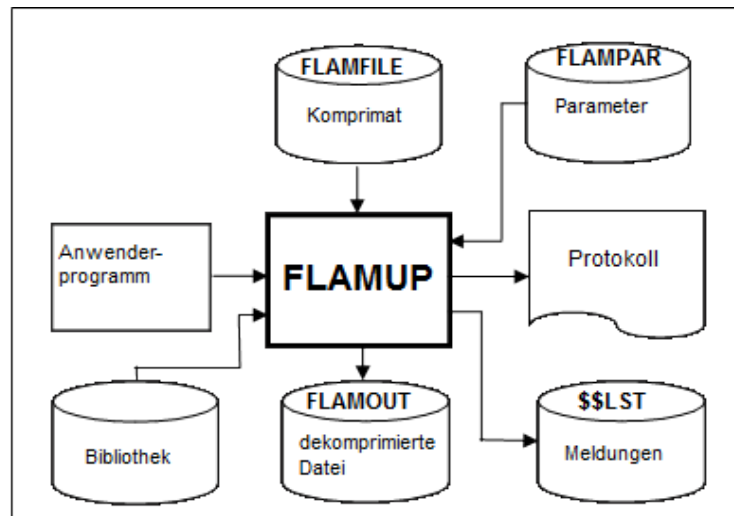 FLAMFILE
Komprimat
FLAMPAR
Parameter
Anwender-
programm
FLAMUP
Protokoll
Bibliothek
FLAMOUT
dekomprimierte
Datei
$$LST
Meldungen